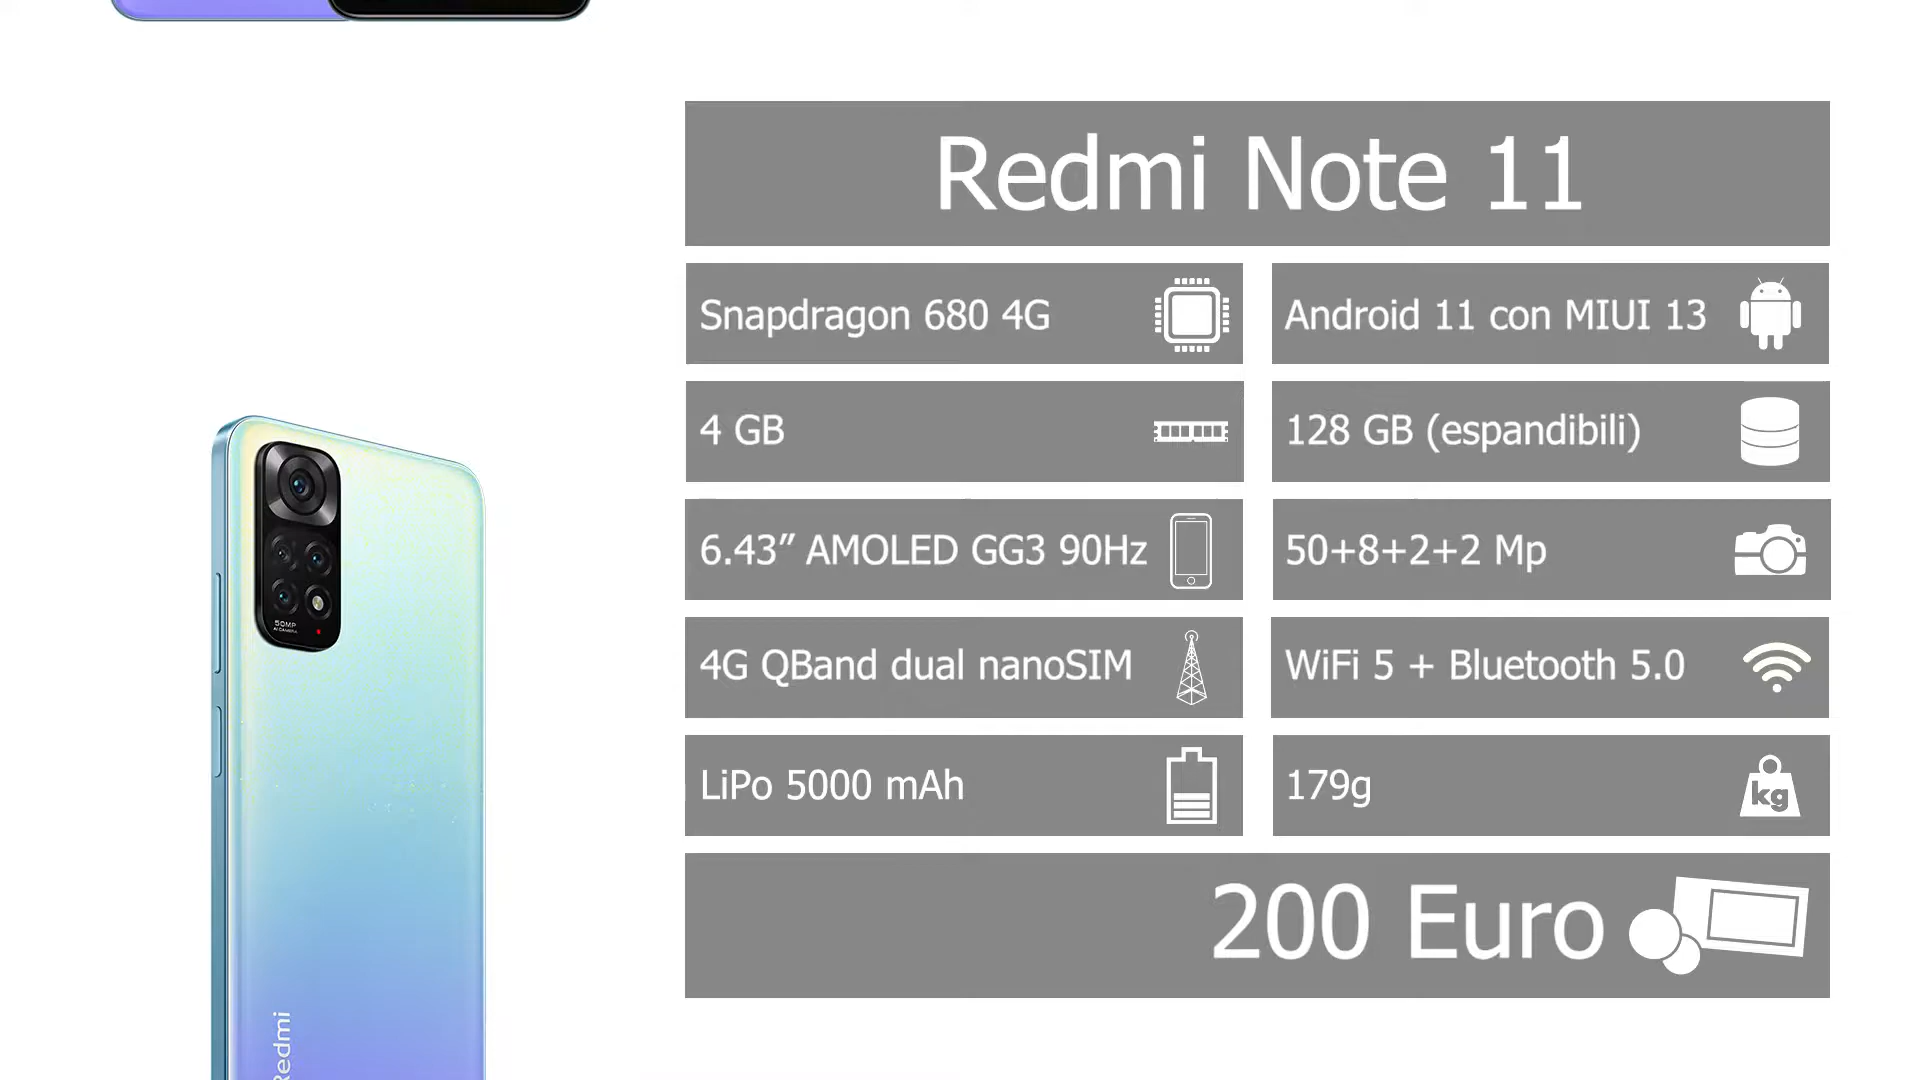 Redmi Note 11
Snapdragon 680 4G
Android 11 con MIUI 13
4 GB
128 GB (espandibili)
6.43” AMOLED GG3 90Hz
50+8+2+2 Mp
4G QBand dual nanoSIM
WiFi 5 + Bluetooth 5.0
LiPo 5000 mAh
179g
kg
200 Euro
50MP
AI CAMERA
Redmi